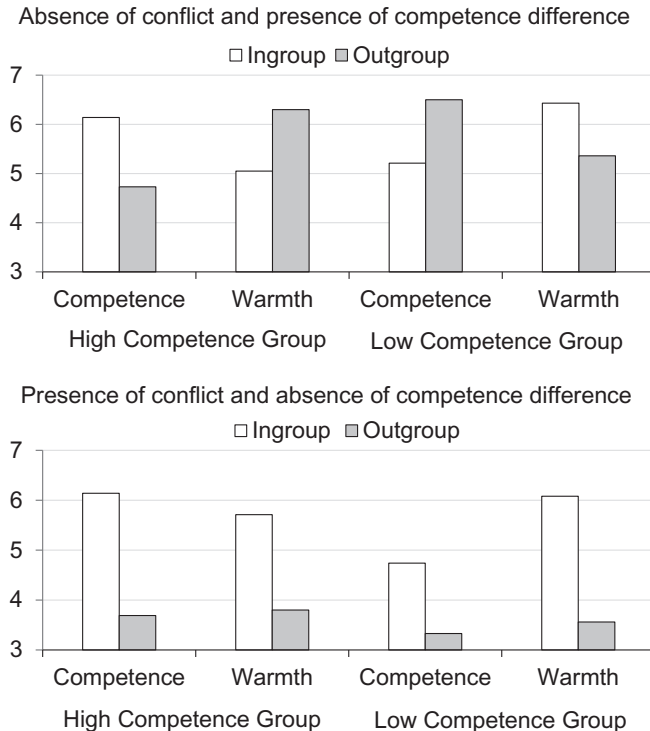 Absence of conflict and presence of competence difference
Ingroup Outgroup
7
6
5
4
3
Competence Warmth Competence Warmth
High Competence Group Low Competence Group
Presence of conflict and absence of competence difference
Ingroup Outgroup
7
6
5
4
3
Competence Warmth Competence Warmth
High Competence Group Low Competence Group